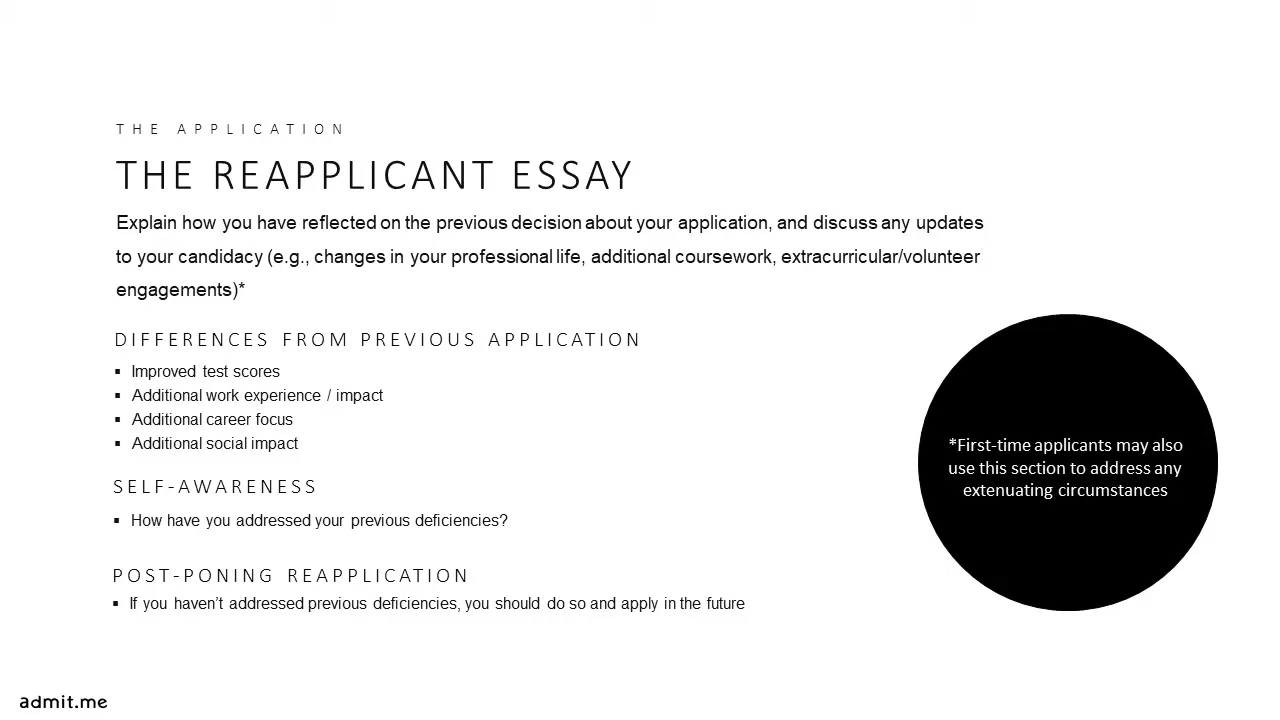 THE APPLICATION
THE REAPPLICANT ESSAY
Explain how you have reflected on the previous decision about your application, and discuss any updates
to your candidacy (e.g., changes in your professional life, additional coursework, extracurricular/volunteer
engagements)*
DIFFERENCES FROM PREVIOUS APPLICATION
▪ Improved test scores
▪ Additional work experience / impact
▪ Additional career focus
▪ Additional social impact
SELF-AWARENESS
▪ How have you addressed your previous deficiencies?
POST-PONING REAPPLICATION
▪ If you haven't addressed previous deficiencies, you should do so and apply in the future
*First-time applicants may also
use this section to address any
extenuating circumstances
admit.me